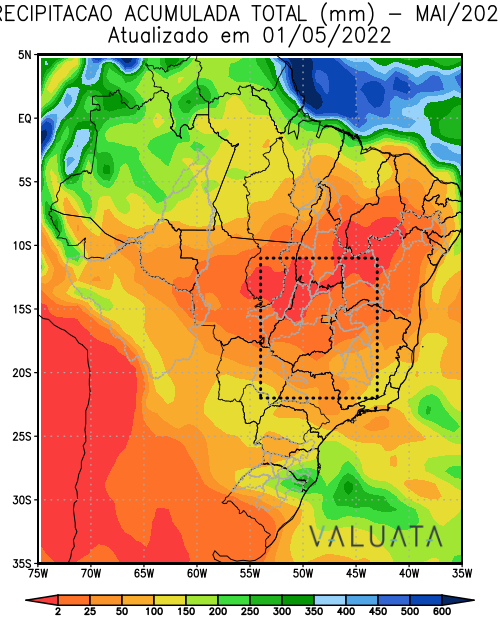 RECIPITACAO ACUMULADA TOTAL (mm) – MAI/202
Atualizado em 01/05/2022
5N
EQ
5S
10S
15S
20S
25S
30S
35S
VALUATA
75W 70W 65W 60W 55W 50W 45W 40W 35W
2 25 50 100 150 200 250 300 350 400 450 500 600